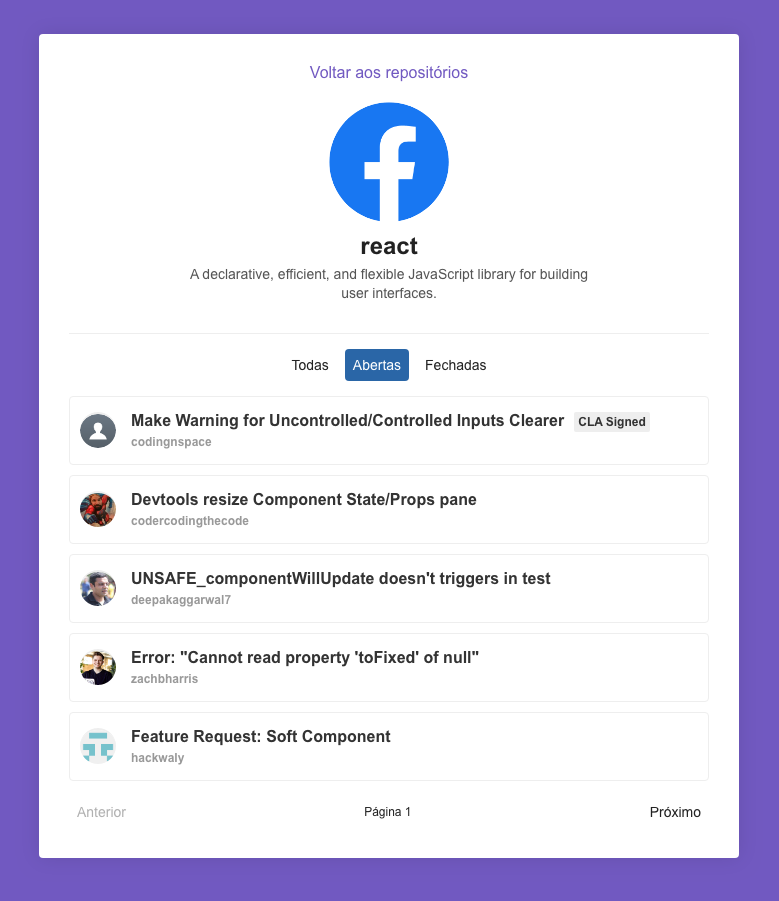 Voltar aos repositórios
react
A declarative, efficient, and flexible JavaScript library for building
user interfaces.
Todas Abertas Fechadas
Make Warning for Uncontrolled/Controlled Inputs Clearer CLA Signed
codingnspace
Devtools resize Component State/Props pane
codercodingthecode
UNSAFE_componentWillUpdate doesn't triggers in test
deepakaggarwal7
Error: "Cannot read property 'toFixed' of null"
zachbharris
Feature Request: Soft Component
hackwaly
Anterior Página 1 Próximo